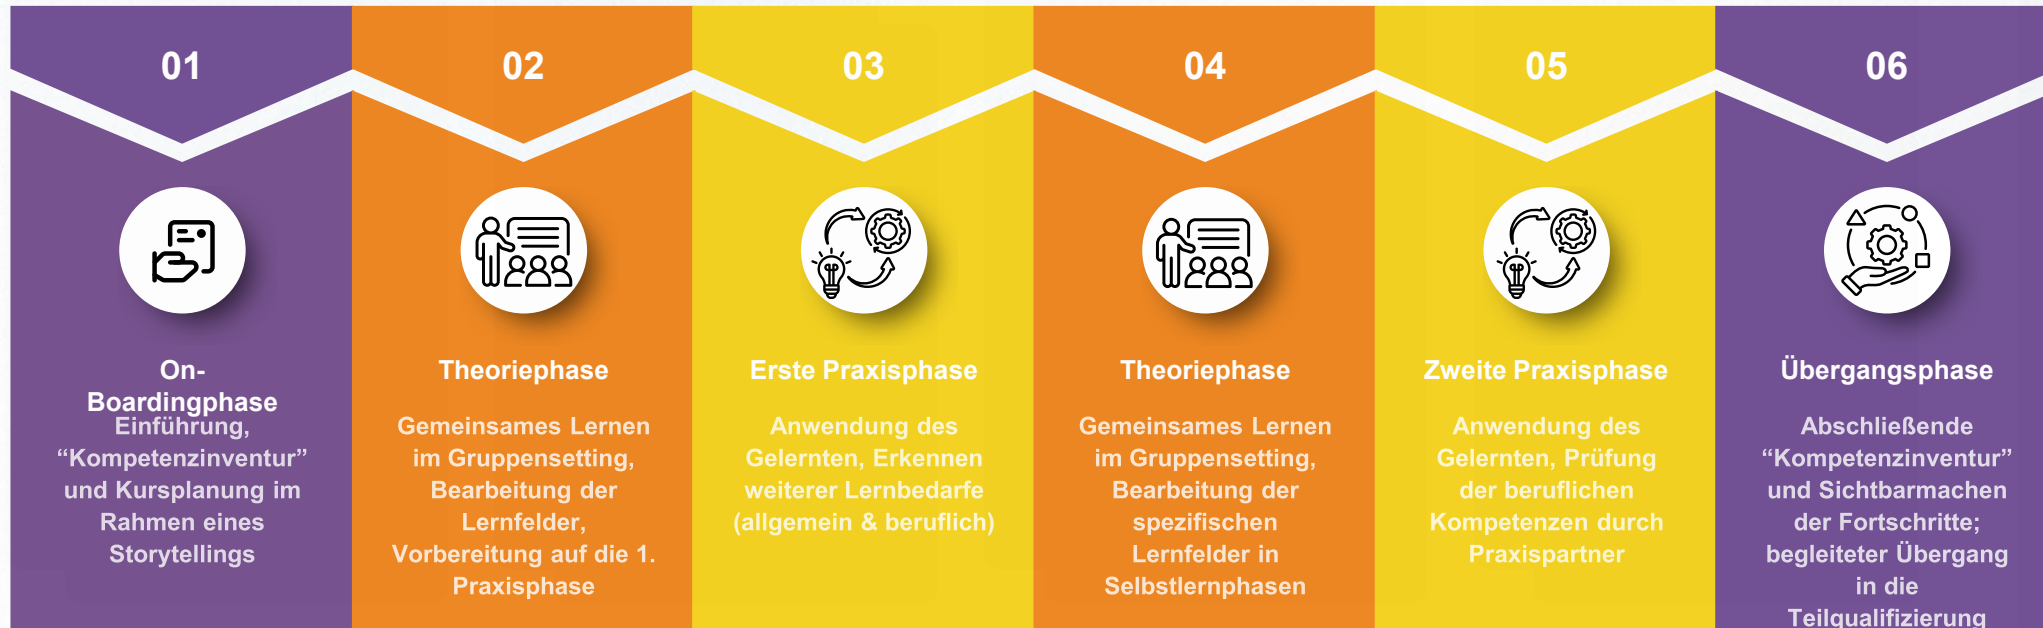 01
On-
Boardingphase
Einführung,
“Kompetenzinventur”
und Kursplanung im
Rahmen eines
Storytellings
02
Theoriephase
Gemeinsames Lernen
im Gruppensetting,
Bearbeitung der
Lernfelder,
Vorbereitung auf die 1.
Praxisphase
03
Erste Praxisphase
Anwendung des
Gelernten, Erkennen
weiterer Lernbedarfe
(allgemein & beruflich)
04
Theoriephase
Gemeinsames Lernen
im Gruppensetting,
Bearbeitung der
spezifischen
Lernfelder in
Selbstlernphasen
05
Zweite Praxisphase
Anwendung des
Gelernten, Prüfung
der beruflichen
Kompetenzen durch
Praxispartner
06
Übergangsphase
Abschließende
“Kompetenzinventur”
und Sichtbarmachen
der Fortschritte;
begleiteter Übergang
in die
Teilqualifizierung